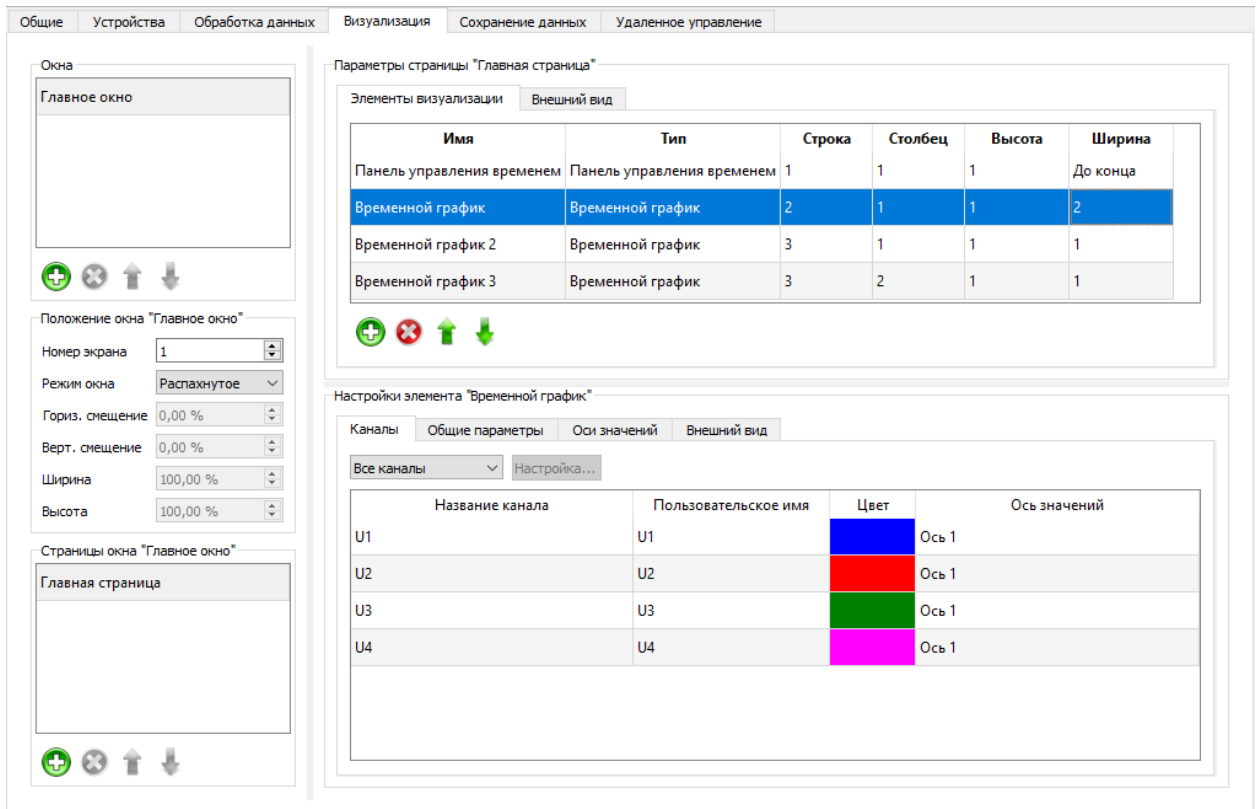 Общие Устройства Обработка данных Визуализация Сохранение данных Удаленное управление
Окна
Главное окно
Положение окна "Главное окно"
Номер экрана 1
Режим окна Распахнутое
Гориз. смещение 0,00 %
Верт. смещение 0,00 %
Ширина 100,00 %
Высота 100,00 %
Страницы окна "Главное окно"
Главная страница
Параметры страницы "Главная страница"
Элементы визуализации Внешний вид
Имя Тип Строка Столбец Высота Ширина
Панель управления временем Панель управления временем 1 1 1 До конца
Временной график Временной график 2 1 1 2
Временной график 2 Временной график 3 1 1 1
Временной график 3 Временной график 3 2 1 1
Настройки элемента "Временной график"
Каналы Общие параметры Оси значений Внешний вид
Все каналы Настройка...
Название канала Пользовательское имя Цвет Ось значений
U1 U1 Ось 1
U2 U2 Ось 1
U3 U3 Ось 1
U4 U4 Ось 1